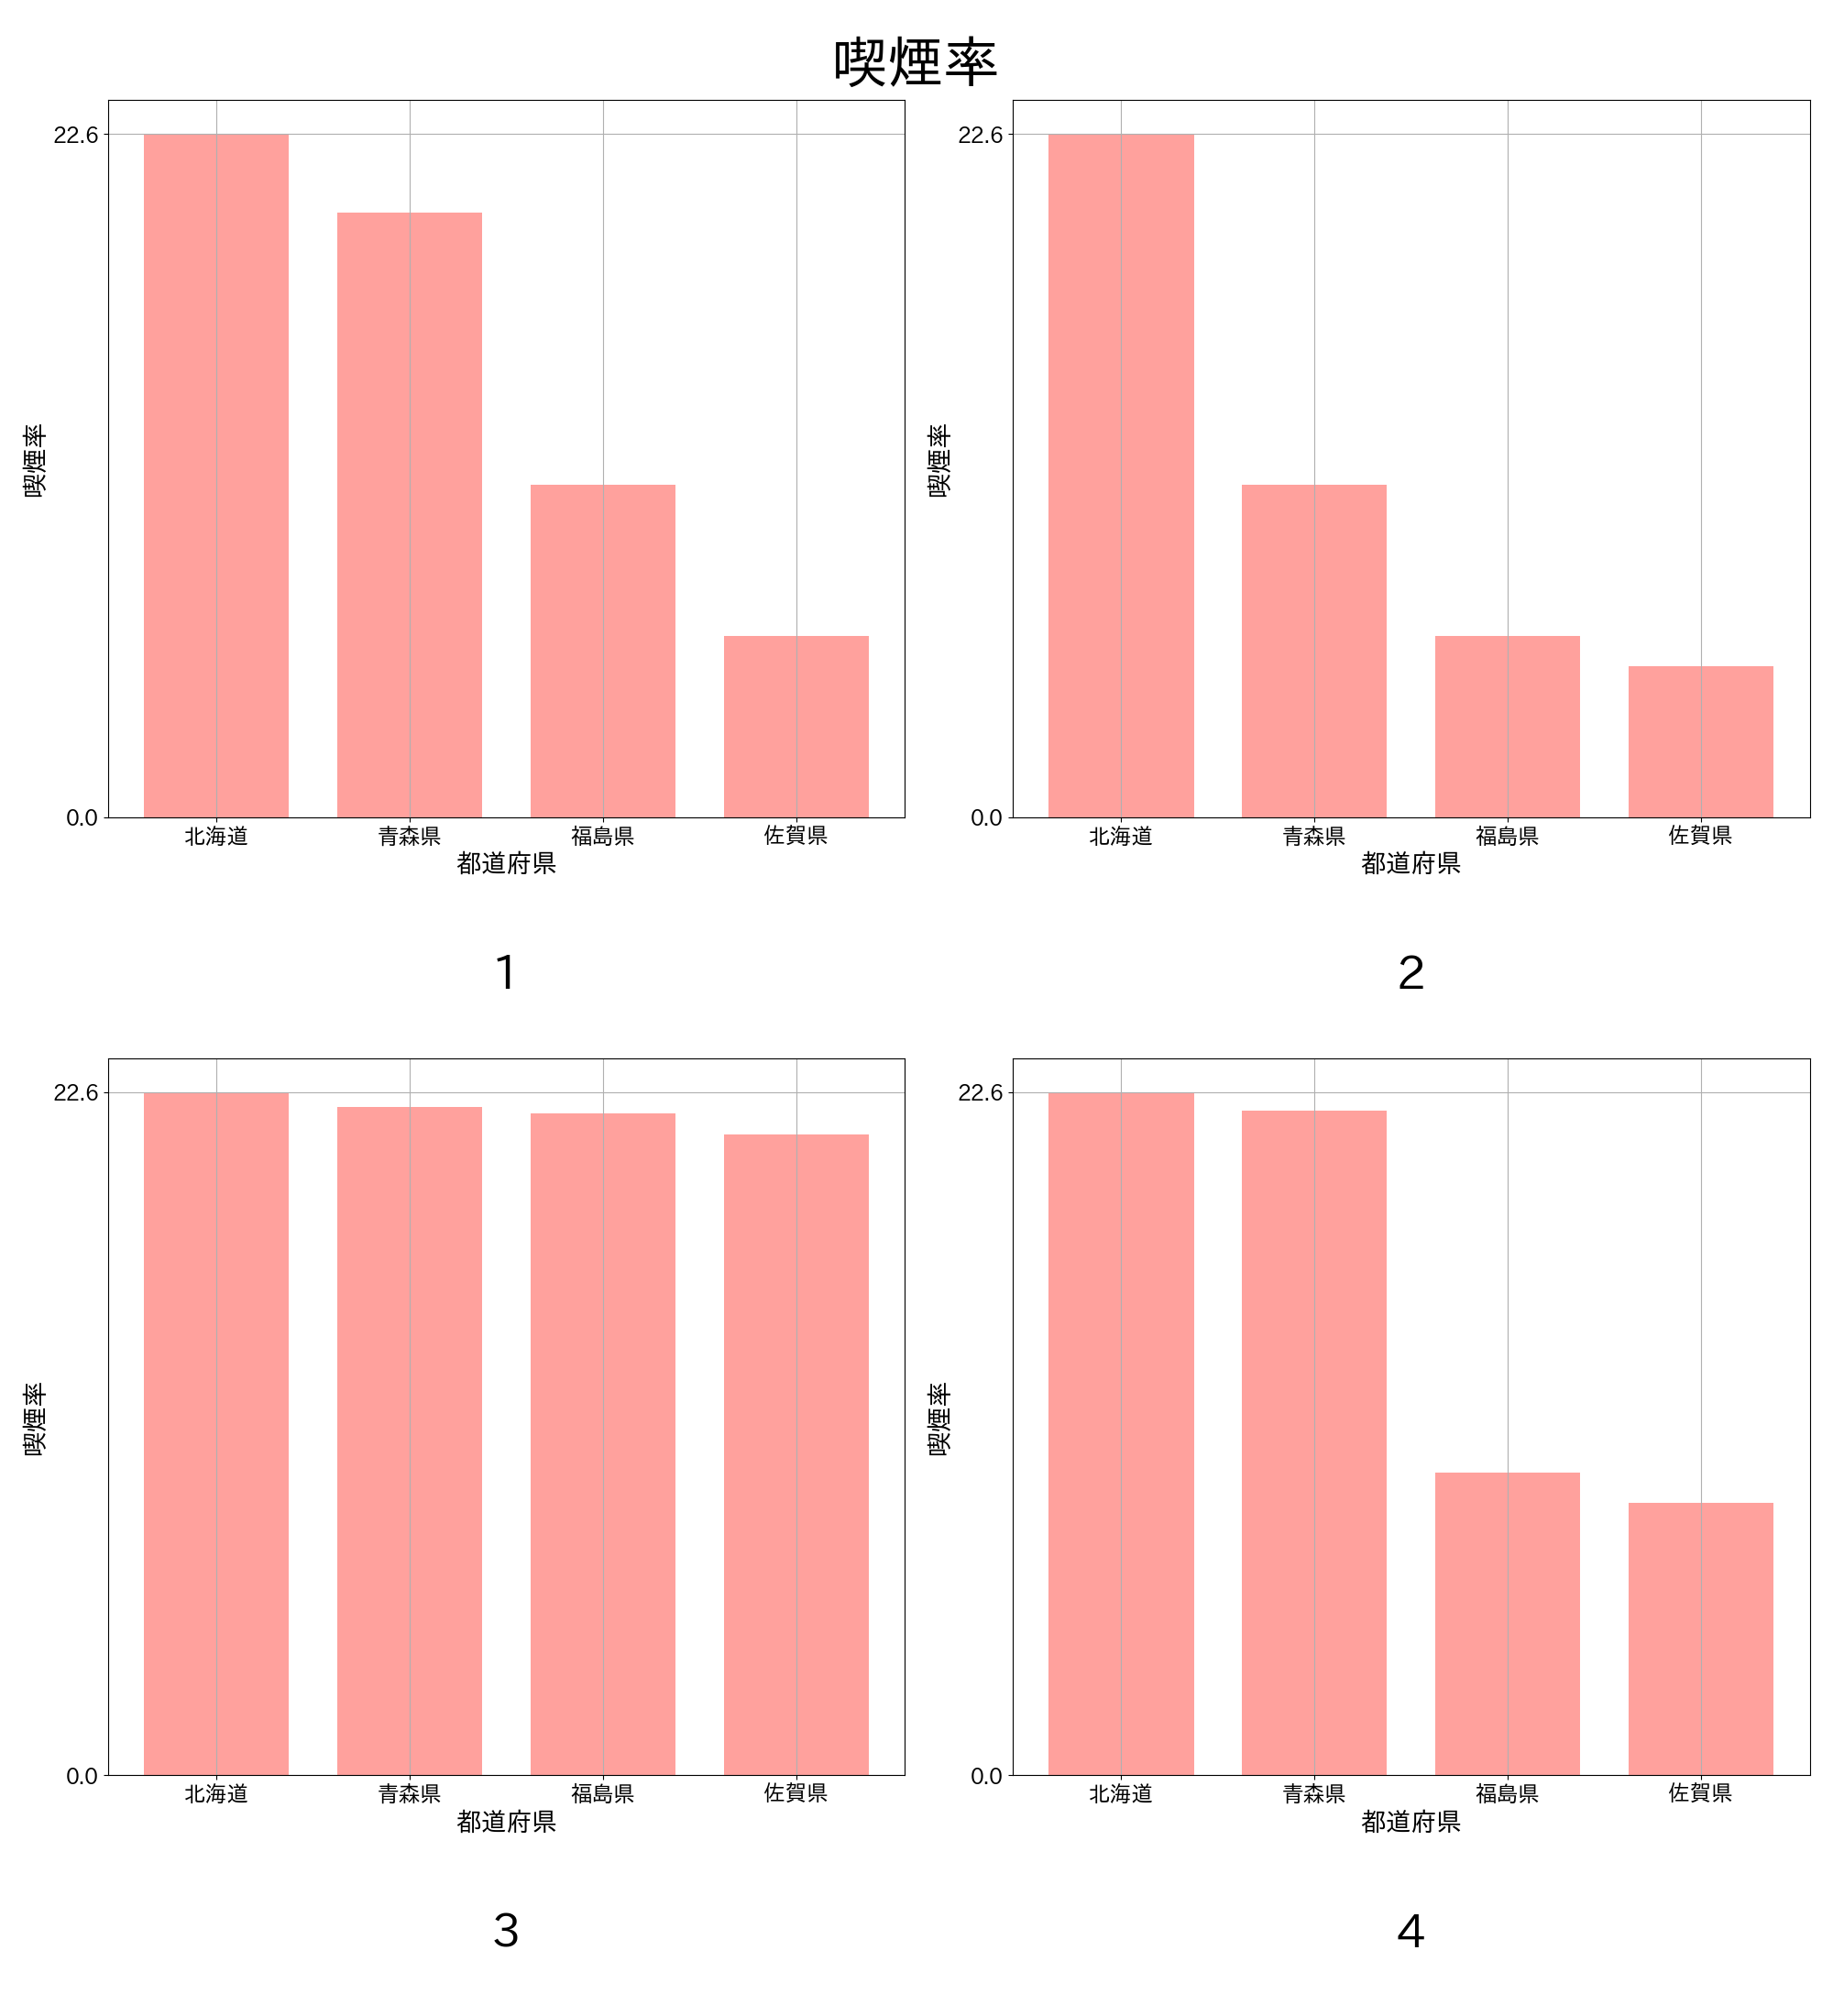 喫煙率
22.6
0.0
喫煙率
北海道 青森県 福島県 佐賀県
都道府県
1
22.6
0.0
喫煙率
北海道 青森県 福島県 佐賀県
都道府県
2
22.6
0.0
喫煙率
北海道 青森県 福島県 佐賀県
都道府県
3
22.6
0.0
喫煙率
北海道 青森県 福島県 佐賀県
都道府県
4